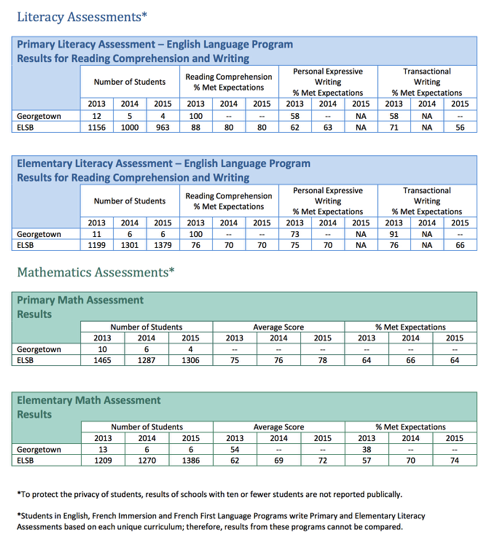 Literacy Assessments*
Primary Literacy Assessment – English Language Program
Results for Reading Comprehension and Writing
Number of Students Reading Comprehension % Met Expectations Personal Expressive Writing % Met Expectations Transactional Writing % Met Expectations
2013 2014 2015 2013 2014 2015 2013 2014 2015 2013 2014 2015
Georgetown 12 5 4 100 -- -- 58 -- NA 58 NA --
ELSB 1156 1000 963 88 80 80 62 63 NA 71 NA 56
Elementary Literacy Assessment – English Language Program
Results for Reading Comprehension and Writing
Number of Students Reading Comprehension % Met Expectations Personal Expressive Writing % Met Expectations Transactional Writing % Met Expectations
2013 2014 2015 2013 2014 2015 2013 2014 2015 2013 2014 2015
Georgetown 11 6 6 100 -- -- 73 -- NA 91 NA --
ELSB 1199 1301 1379 76 70 70 75 70 NA 76 NA 66
Mathematics Assessments*
Primary Math Assessment
Results
Number of Students Average Score % Met Expectations
2013 2014 2015 2013 2014 2015 2013 2014 2015
Georgetown 10 6 4 -- -- -- -- -- --
ELSB 1465 1287 1306 75 76 78 64 66 64
Elementary Math Assessment
Results
Number of Students Average Score % Met Expectations
2013 2014 2015 2013 2014 2015 2013 2014 2015
Georgetown 13 6 6 54 -- -- 38 -- --
ELSB 1209 1270 1386 62 69 72 57 70 74
*To protect the privacy of students, results of schools with ten or fewer students are not reported publically.
*Students in English, French Immersion and French First Language Programs write Primary and Elementary Literacy
Assessments based on each unique curriculum; therefore, results from these programs cannot be compared.